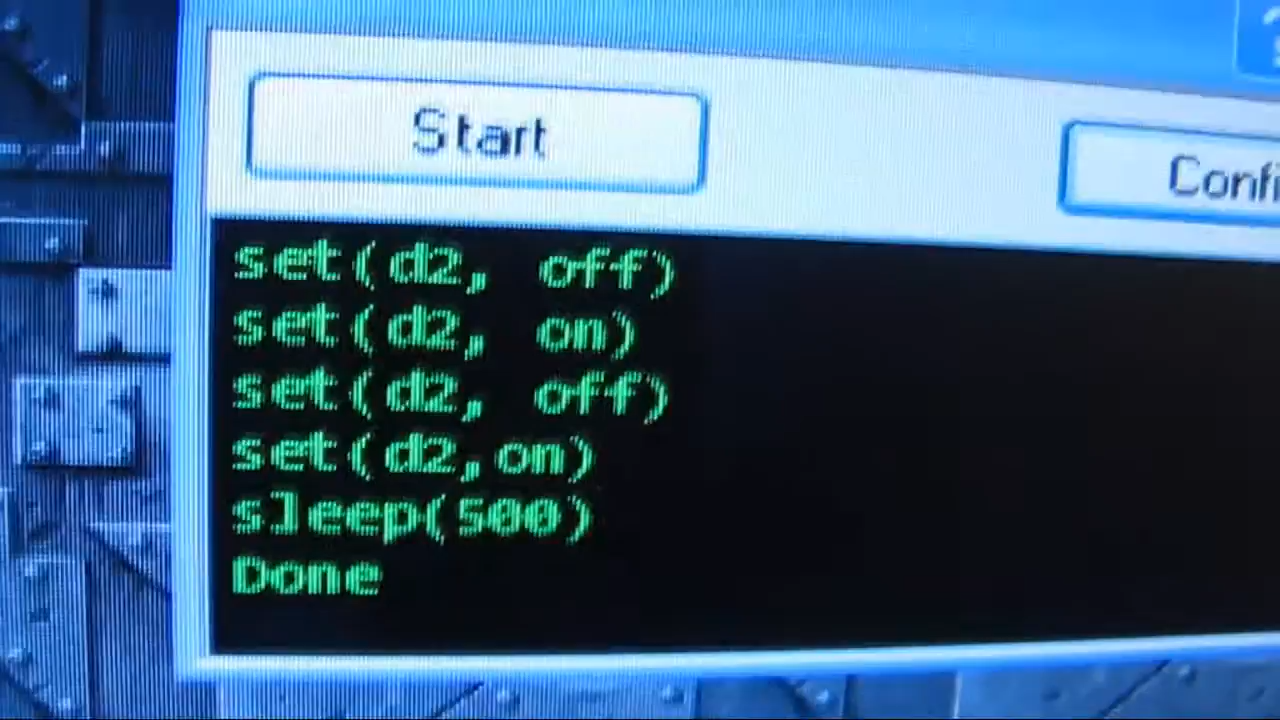 Start
Confi
set(d2, off)
set(d2, on)
set(d2, off)
set(d2,on)
sleep(500)
Done